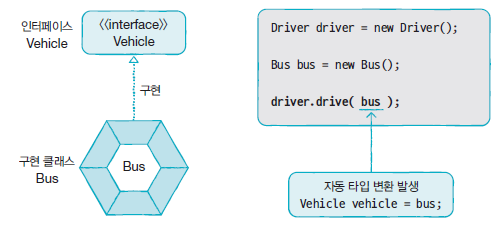 인터페이스
Vehicle
《interface》
Vehicle
구현
구현 클래스
Bus
Bus
Driver driver = new Driver();
Bus bus = new Bus();
driver.drive( bus );
자동 타입 변환 발생
Vehicle vehicle = bus;